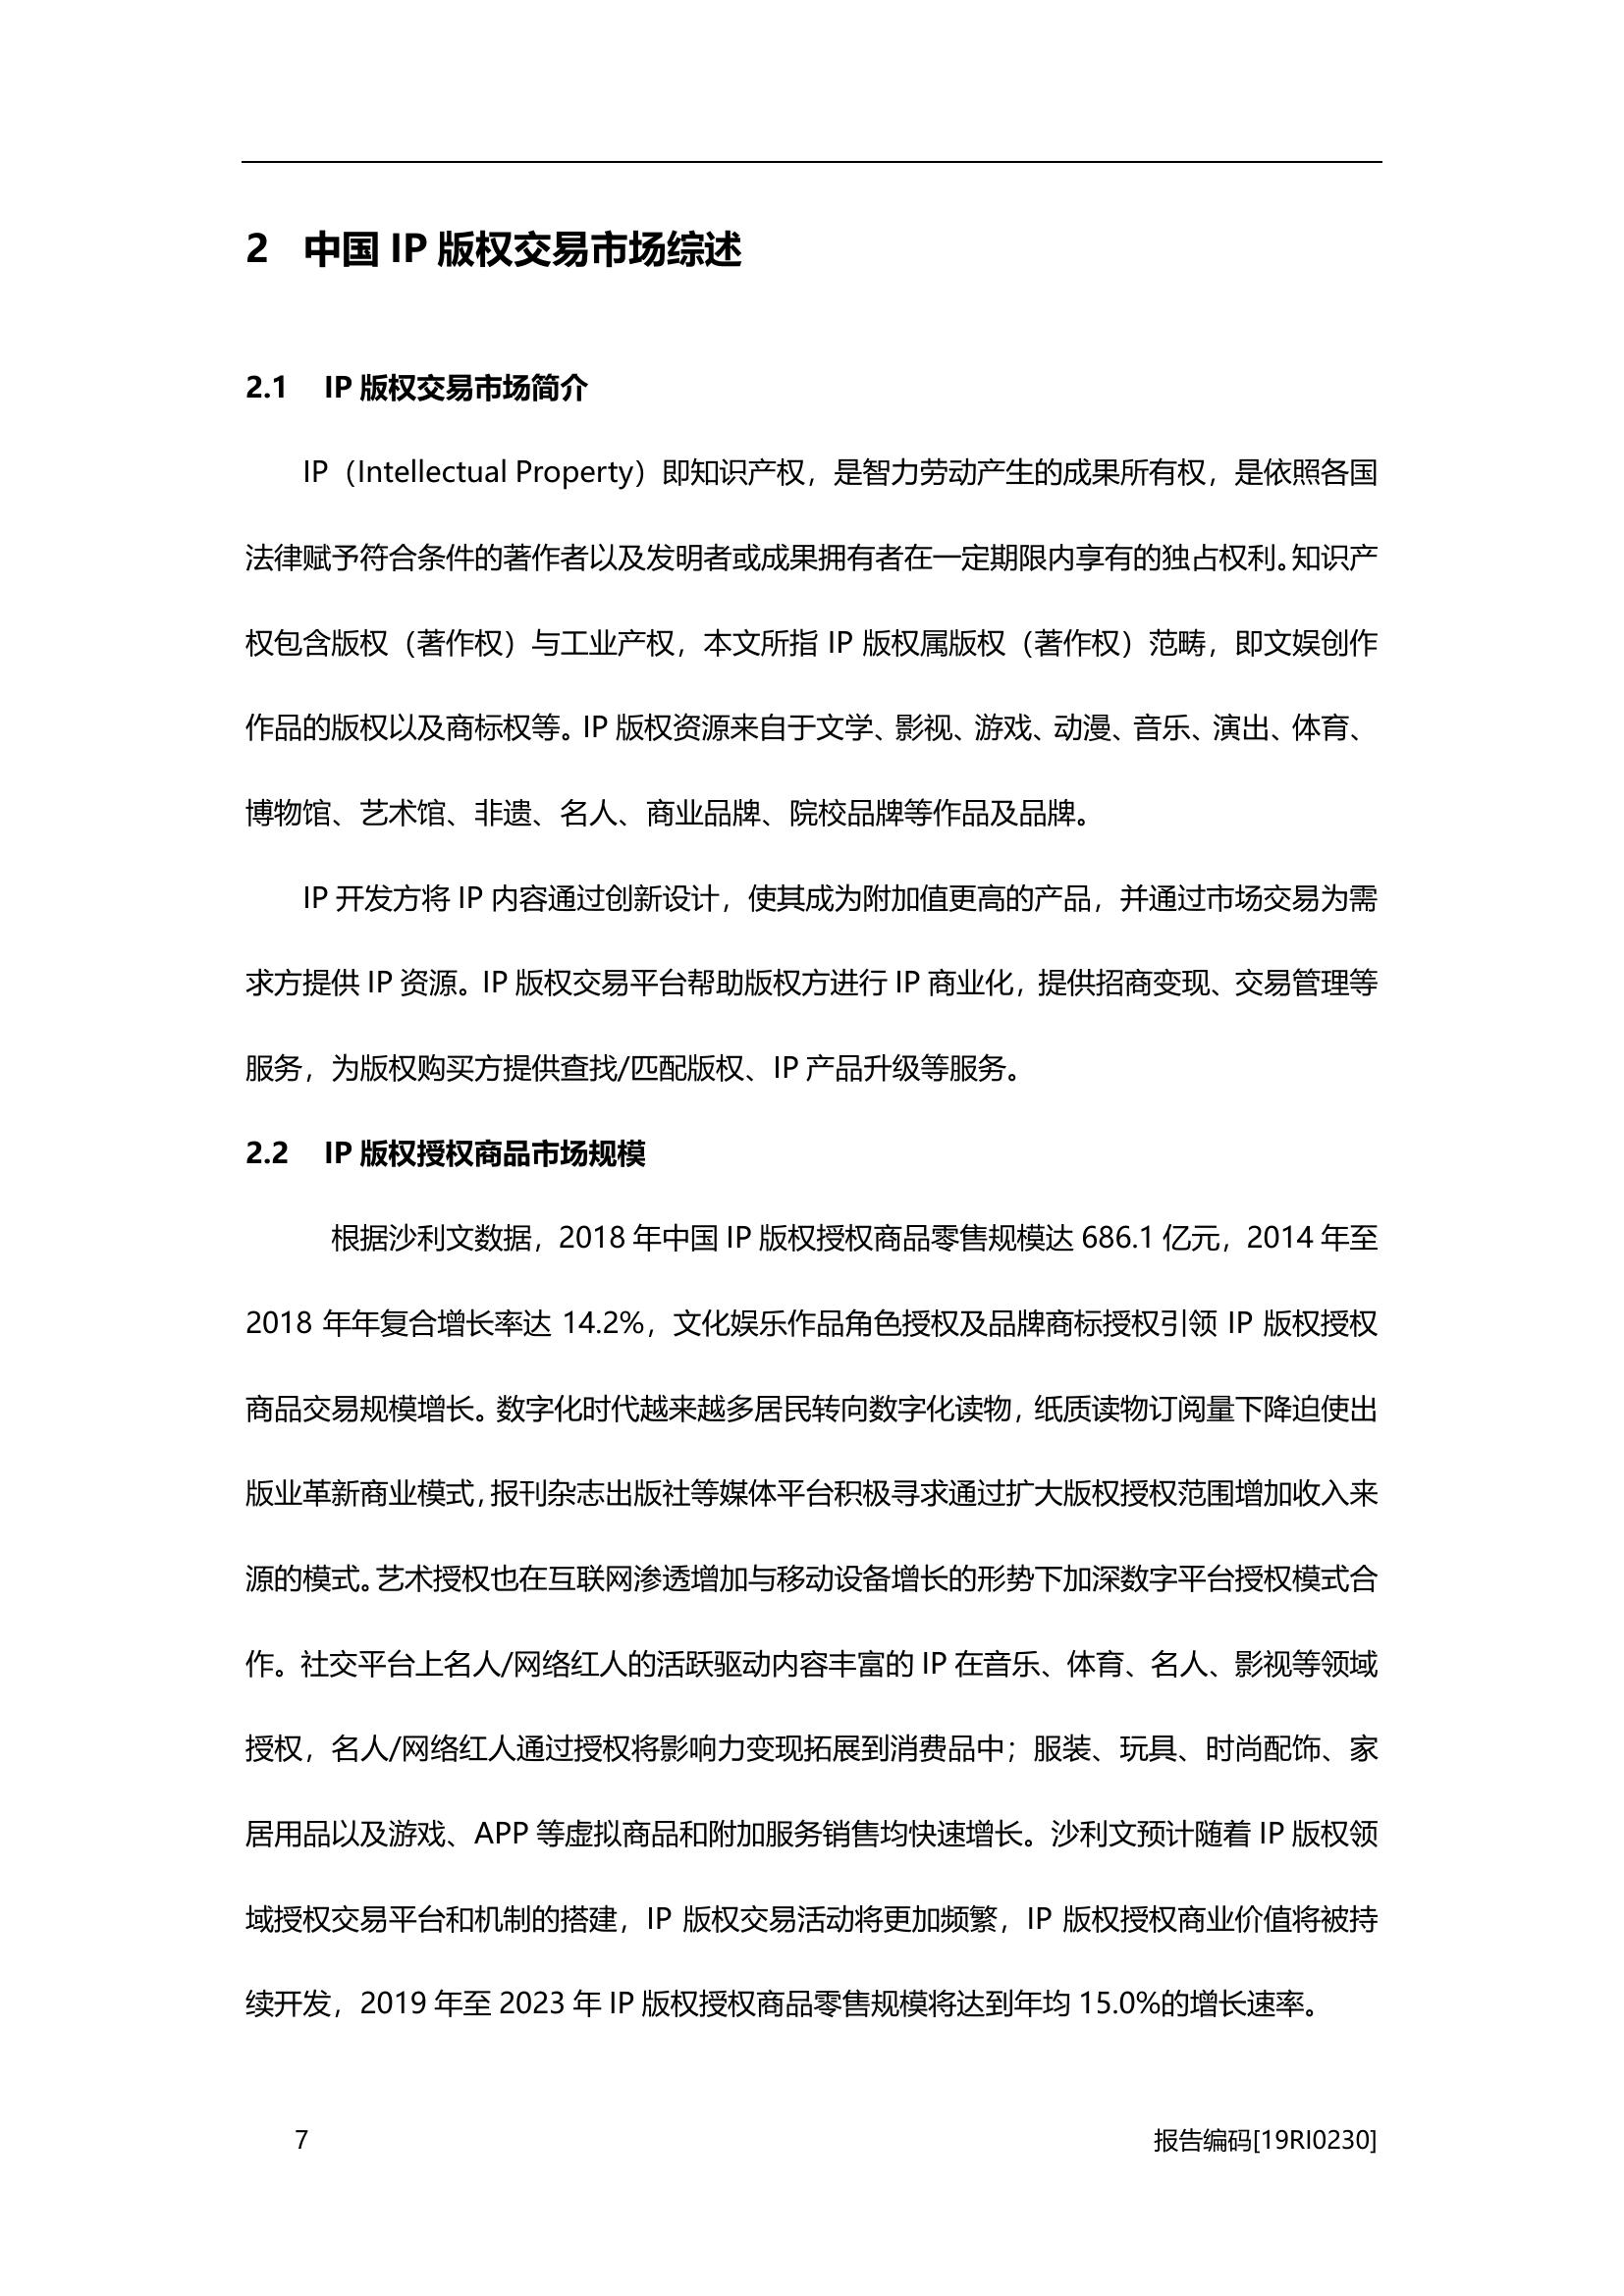 2 中国 IP 版权交易市场综述
2.1 IP 版权交易市场简介
IP（Intellectual Property）即知识产权，是智力劳动产生的成果所有权，是依照各国
法律赋予符合条件的著作者以及发明者或成果拥有者在一定期限内享有的独占权利。知识产
权包含版权（著作权）与工业产权，本文所指 IP 版权属版权（著作权）范畴，即文娱创作
作品的版权以及商标权等。IP 版权资源来自于文学、影视、游戏、动漫、音乐、演出、体育、
博物馆、艺术馆、非遗、名人、商业品牌、院校品牌等作品及品牌。
IP 开发方将 IP 内容通过创新设计，使其成为附加值更高的产品，并通过市场交易为需
求方提供 IP 资源。IP 版权交易平台帮助版权方进行 IP 商业化，提供招商变现、交易管理等
服务，为版权购买方提供查找/匹配版权、IP 产品升级等服务。
2.2 IP 版权授权商品市场规模
根据沙利文数据，2018 年中国 IP 版权授权商品零售规模达 686.1 亿元，2014 年至
2018 年年复合增长率达 14.2%，文化娱乐作品角色授权及品牌商标授权引领 IP 版权授权
商品交易规模增长。数字化时代越来越多居民转向数字化读物，纸质读物订阅量下降迫使出
版业革新商业模式，报刊杂志出版社等媒体平台积极寻求通过扩大版权授权范围增加收入来
源的模式。艺术授权也在互联网渗透增加与移动设备增长的形势下加深数字平台授权模式合
作。社交平台上名人/网络红人的活跃驱动内容丰富的 IP 在音乐、体育、名人、影视等领域
授权，名人/网络红人通过授权将影响力变现拓展到消费品中；服装、玩具、时尚配饰、家
居用品以及游戏、APP 等虚拟商品和附加服务销售均快速增长。沙利文预计随着 IP 版权领
域授权交易平台和机制的搭建，IP 版权交易活动将更加频繁，IP 版权授权商业价值将被持
续开发，2019 年至 2023 年 IP 版权授权商品零售规模将达到年均 15.0%的增长速率。
7 报告编码[19RI0230]